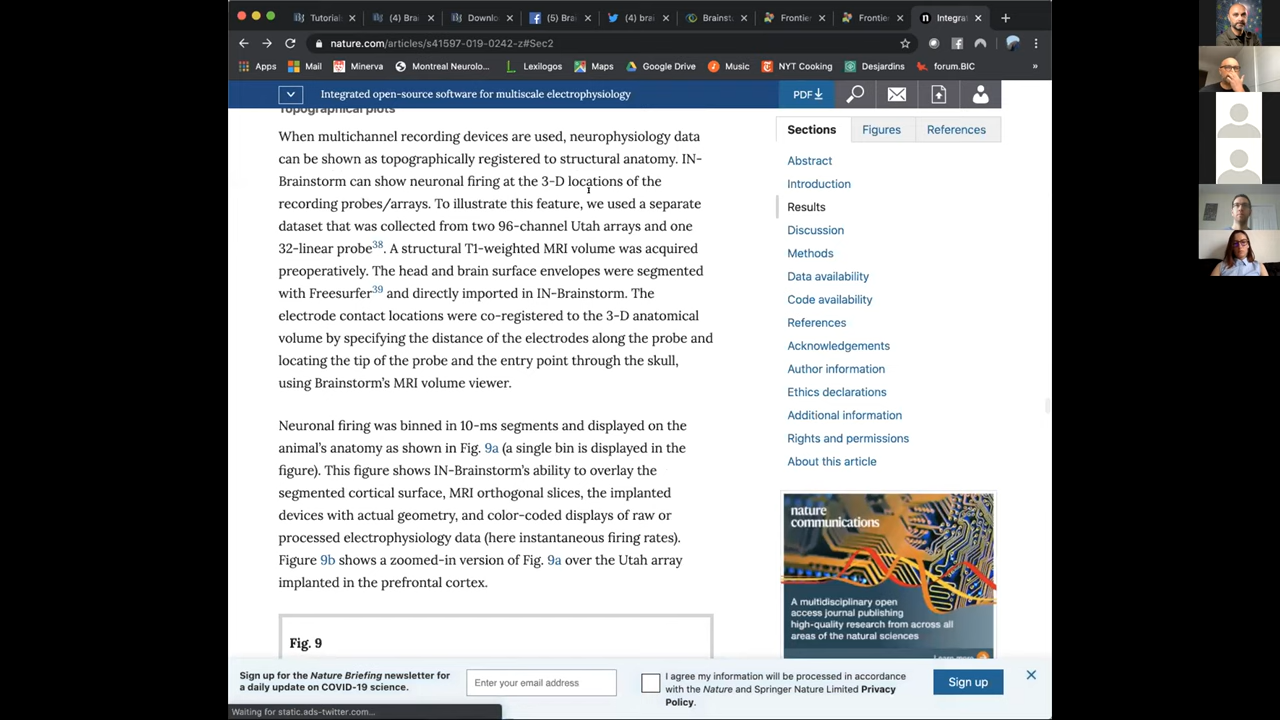 Tutorial
(4) Bra
Downlo
(5) Bra
(4) brai
Brainst
Frontier
Frontie
Integra
nature.com/articles/s41597-019-0242-z#Sec2
Apps
Mail
Minerva
Montreal Neurolo...
Lexilogos
Maps
Google Drive
Music
NYT Cooking
Desjardins
forum.BIC
»
Integrated open-source software for multiscale electrophysiology
PDF
Topographical plots
When multichannel recording devices are used, neurophysiology data
can be shown as topographically registered to structural anatomy. IN-
Brainstorm can show neuronal firing at the 3-D locations of the
recording probes/arrays. To illustrate this feature, we used a separate
dataset that was collected from two 96-channel Utah arrays and one
32-linear probe38. A structural T1-weighted MRI volume was acquired
preoperatively. The head and brain surface envelopes were segmented
with Freesurfer39 and directly imported in IN-Brainstorm. The
electrode contact locations were co-registered to the 3-D anatomical
volume by specifying the distance of the electrodes along the probe and
locating the tip of the probe and the entry point through the skull,
using Brainstorm's MRI volume viewer.
Neuronal firing was binned in 10-ms segments and displayed on the
animal's anatomy as shown in Fig. 9a (a single bin is displayed in the
figure). This figure shows IN-Brainstorm's ability to overlay the
segmented cortical surface, MRI orthogonal slices, the implanted
devices with actual geometry, and color-coded displays of raw or
processed electrophysiology data (here instantaneous firing rates).
Figure 9b shows a zoomed-in version of Fig. 9a over the Utah array
implanted in the prefrontal cortex.
Fig. 9
Sections
Figures
References
Abstract
Introduction
Results
Discussion
Methods
Data availability
Code availability
References
Acknowledgements
Author information
Ethics declarations
Additional information
Rights and permissions
About this article
nature
communications
A multidisciplinary open
access journal publishing
high-quality research from across all
areas of the natural sciences
Learn more
Sign up for the Nature Briefing newsletter for
a daily update on COVID-19 science.
Enter your email address
I agree my information will be processed in accordance
with the Nature and Springer Nature Limited Privacy
Policy.
Sign up
Waiting for static.ads-twitter.com...